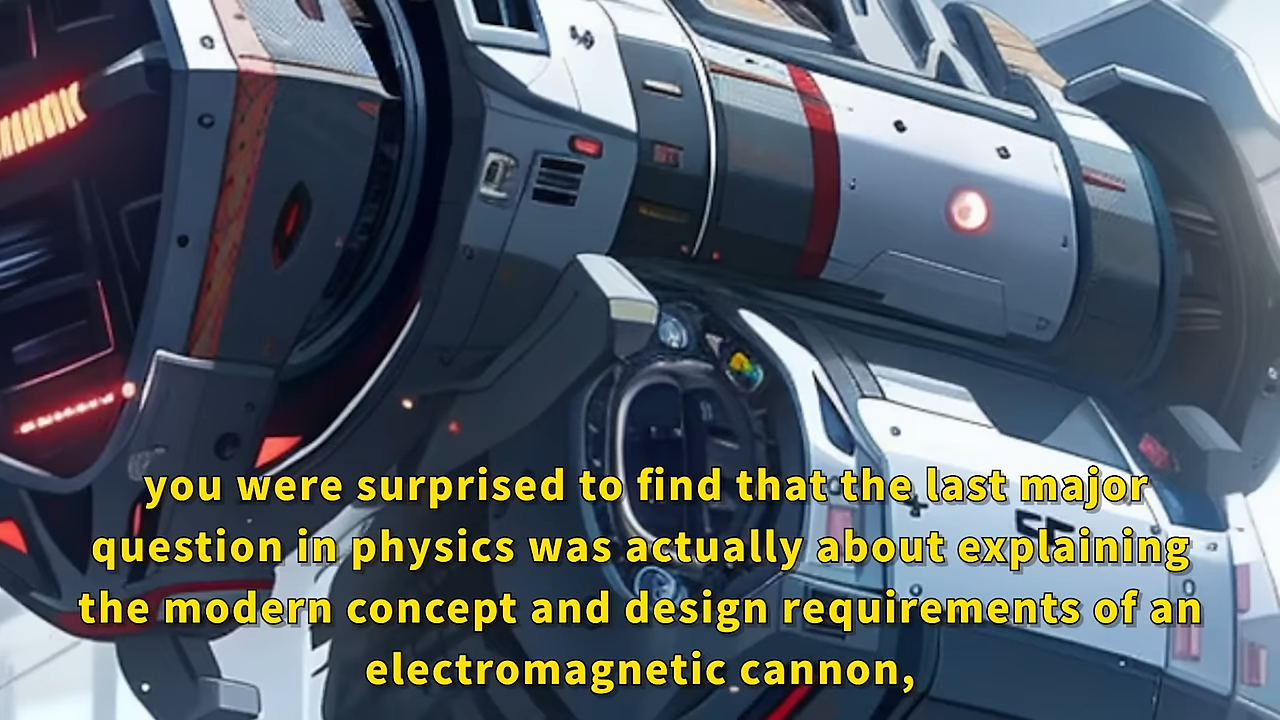 you were surprised to find that the last major
question in physics was actually about explaining
the modern concept and design requirements of an
electromagnetic cannon,